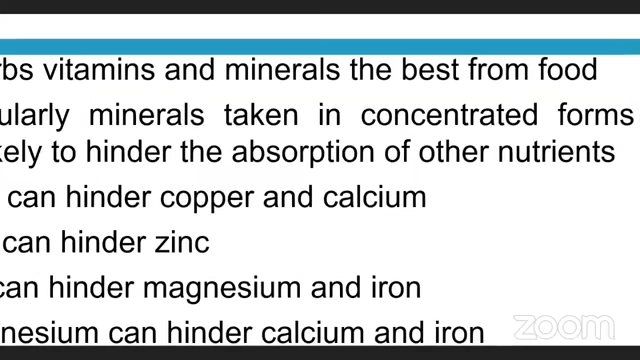 rbs vitamins and minerals the best from food
ularly minerals taken in concentrated forms
kely to hinder the absorption of other nutrients
can hinder copper and calcium
can hinder zinc
can hinder magnesium and iron
nesium can hinder calcium and iron
zoom